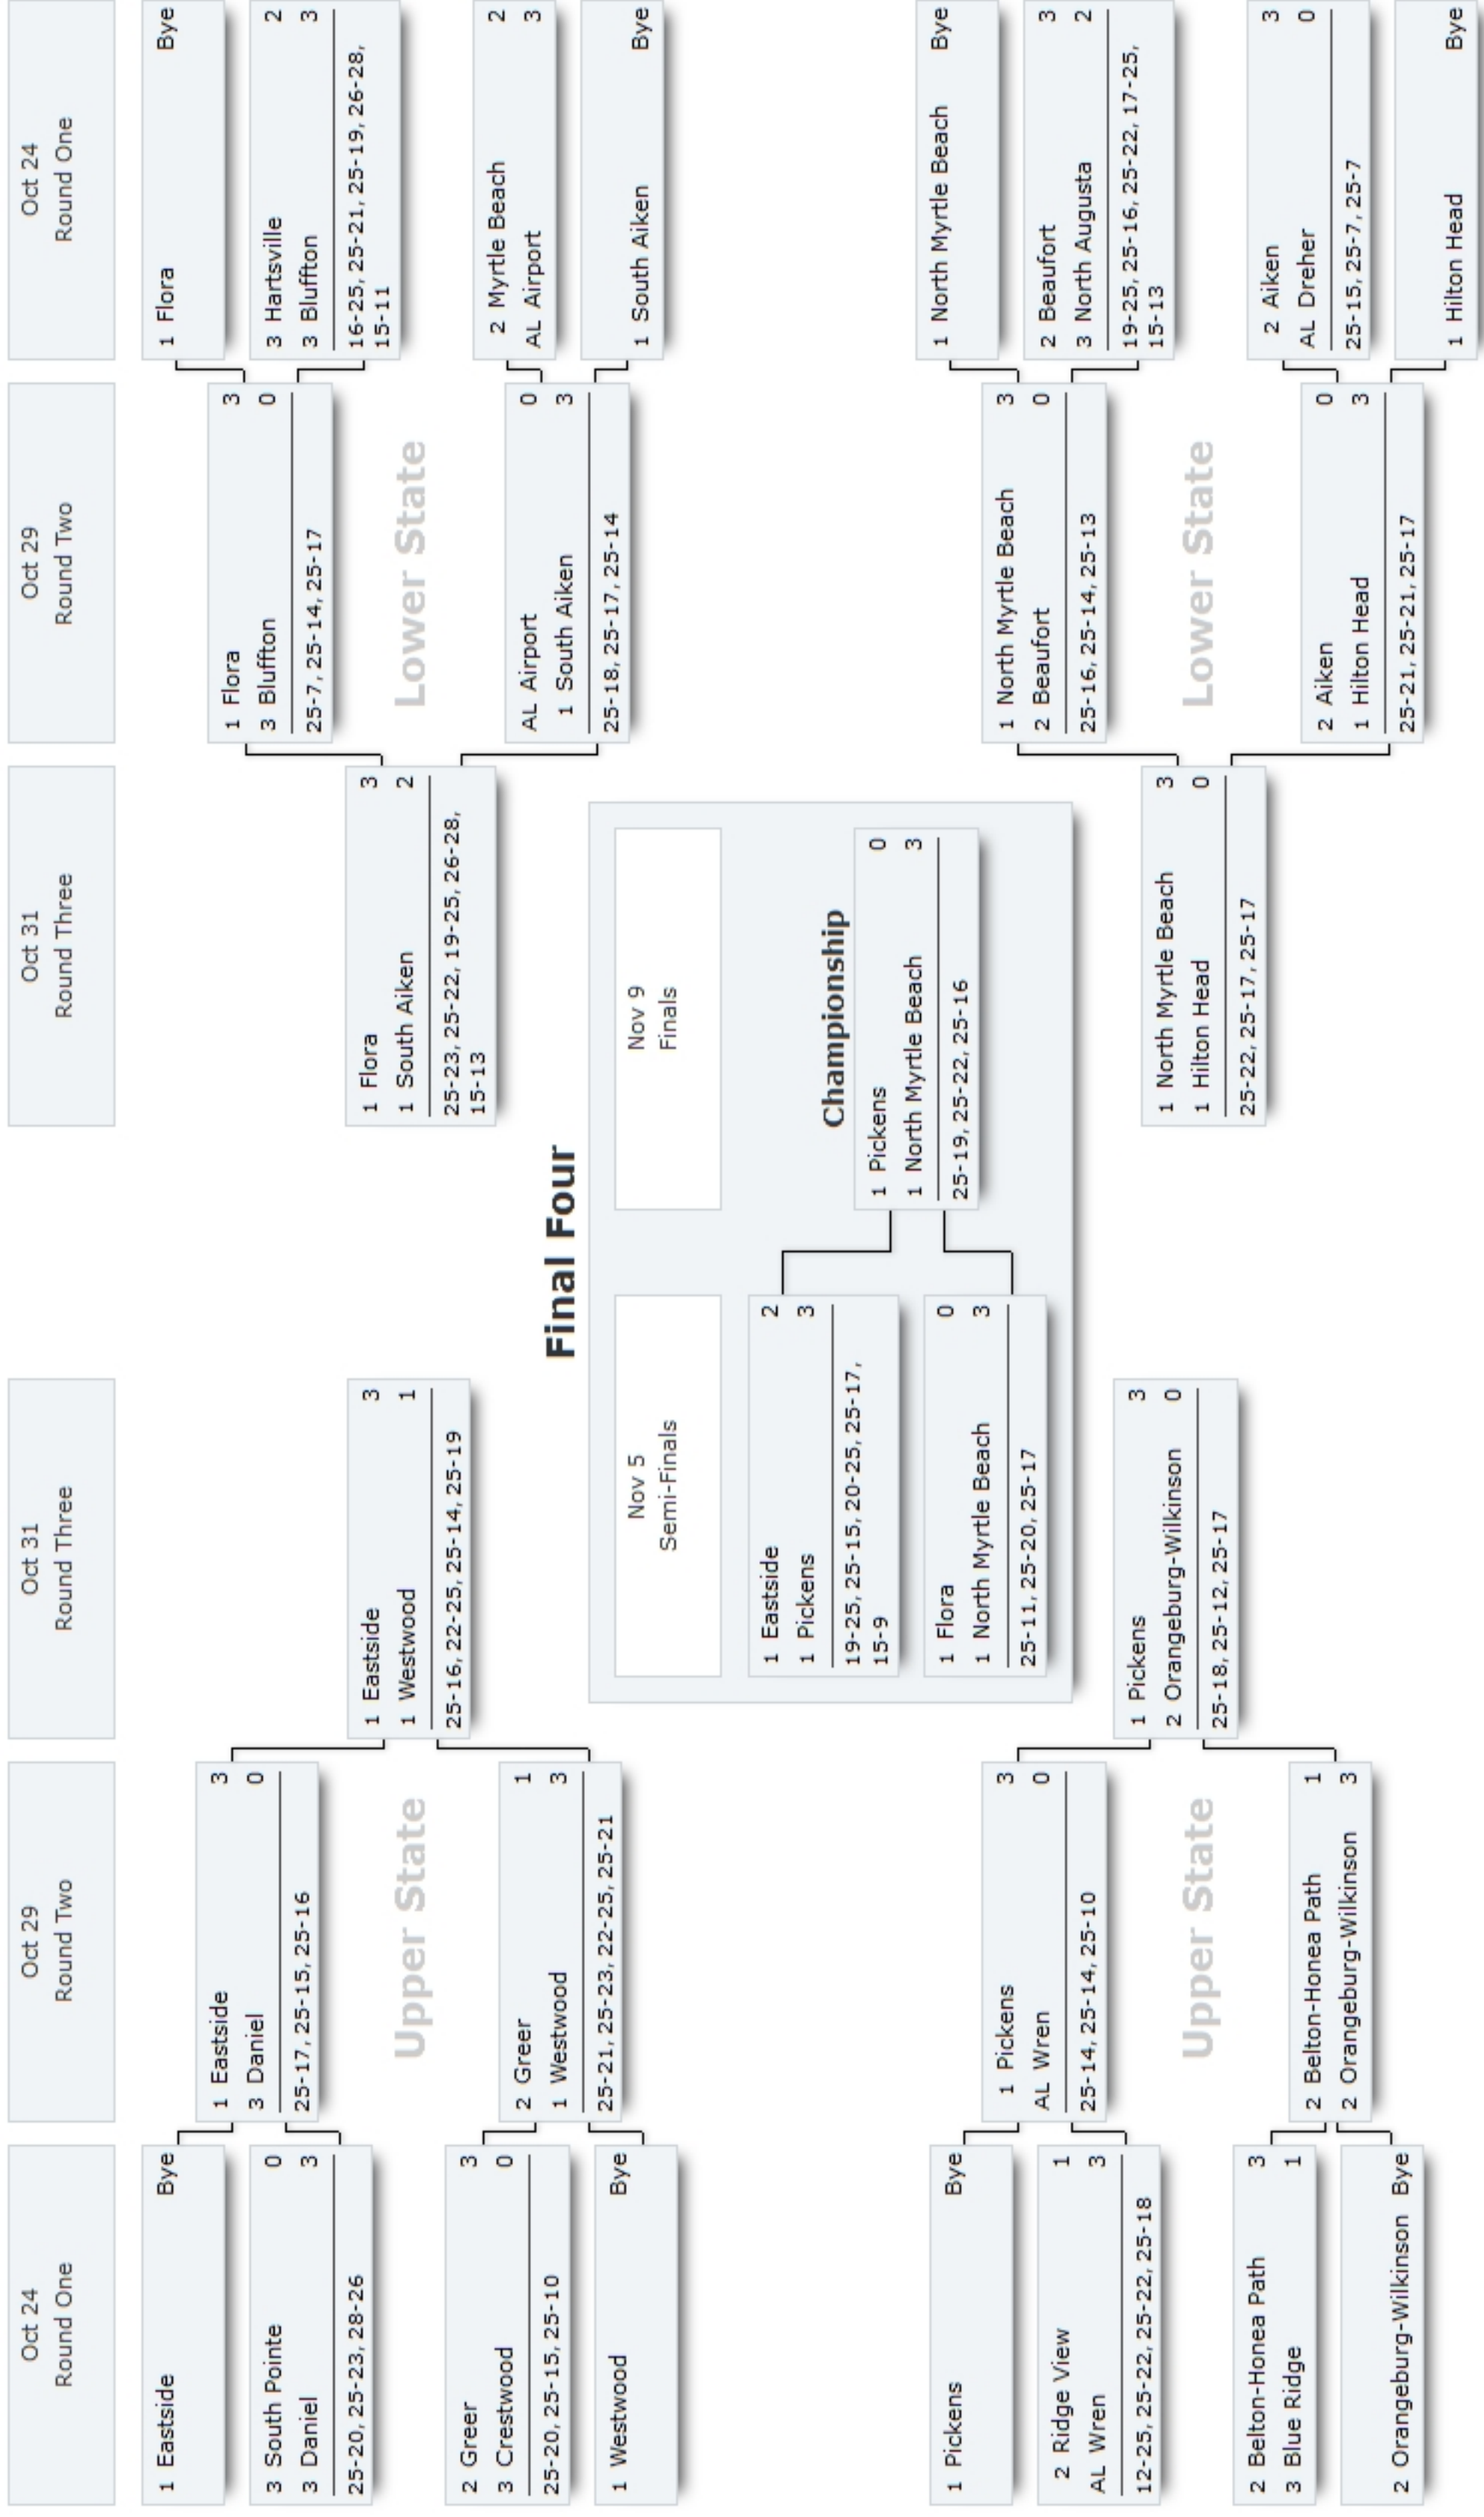 Oct 24
Round One
Oct 29
Round Two
Oct 31
Round Three
Oct 31
Round Three
Oct 29
Round Two
Oct 24
Round One
1 Eastside Bye
3 South Pointe 0
3 Daniel 3
25-20, 25-23, 28-26
2 Greer 3
3 Crestwood 0
25-20, 25-15, 25-10
1 Westwood Bye
1 Eastside 3
3 Daniel 0
25-17, 25-15, 25-16
Upper State
2 Greer 1
1 Westwood 3
25-21, 25-23, 22-25, 25-21
1 Eastside 3
1 Westwood 1
25-16, 22-25, 25-14, 25-19
1 Flora 3
1 South Aiken 2
25-23, 25-22, 19-25, 26-28,
15-13
1 Flora 3
3 Bluffton 0
25-7, 25-14, 25-17
Lower State
AL Airport 0
1 South Aiken 3
25-18, 25-17, 25-14
1 Flora Bye
3 Hartsville 2
3 Bluffton 3
16-25, 25-21, 25-19, 26-28,
15-11
2 Myrtle Beach 2
AL Airport 3
1 South Aiken Bye
Final Four
Nov 5
Semi-Finals
Nov 9
Finals
1 Eastside 2
1 Pickens 3
19-25, 25-15, 20-25, 25-17,
15-9
1 Flora 0
1 North Myrtle Beach 3
25-11, 25-20, 25-17
Championship
1 Pickens 0
1 North Myrtle Beach 3
25-19, 25-22, 25-16
1 Pickens Bye
2 Ridge View 1
AL Wren 3
12-25, 25-22, 25-22, 25-18
2 Belton-Honea Path 3
3 Blue Ridge 1
2 Orangeburg-Wilkinson Bye
1 Pickens 3
AL Wren 0
25-14, 25-14, 25-10
Upper State
2 Belton-Honea Path 1
2 Orangeburg-Wilkinson 3
1 Pickens 3
2 Orangeburg-Wilkinson 0
25-18, 25-12, 25-17
1 North Myrtle Beach 3
1 Hilton Head 0
25-22, 25-17, 25-17
1 North Myrtle Beach 3
2 Beaufort 0
25-16, 25-14, 25-13
Lower State
2 Aiken 0
1 Hilton Head 3
25-21, 25-21, 25-17
1 North Myrtle Beach Bye
2 Beaufort 3
3 North Augusta 2
19-25, 25-16, 25-22, 17-25,
15-13
2 Aiken 3
AL Dreher 0
25-15, 25-7, 25-7
1 Hilton Head Bye